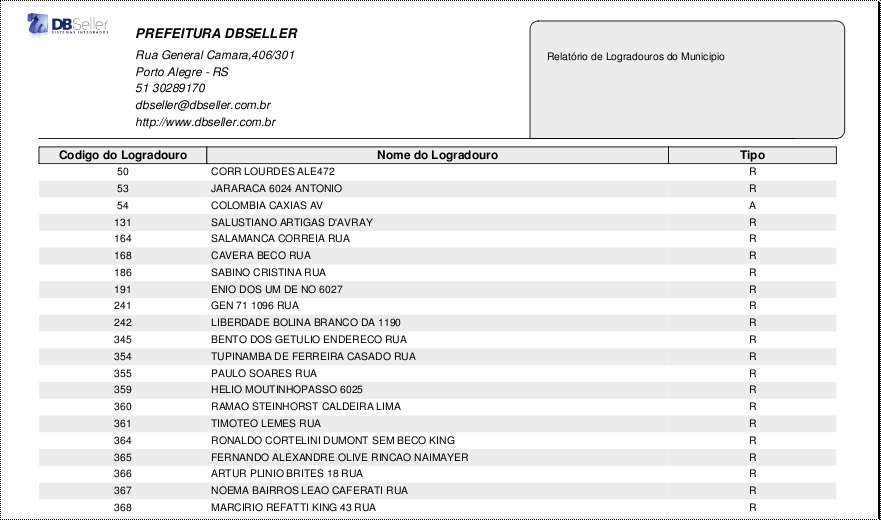 DBSeller
SISTEMAS INTEGRADOS
PREFEITURA DBSELLER
Rua General Camara,406/301
Porto Alegre - RS
51 30289170
dbseller@dbseller.com.br
http://www.dbseller.com.br
Relatório de Logradouros do Municipio
Codigo do Logradouro Nome do Logradouro Tipo
50 CORR LOURDES ALE472 R
53 JARARACA 6024 ANTONIO R
54 COLOMBIA CAXIAS AV A
131 SALUSTIANO ARTIGAS D'AVRAY R
164 SALAMANCA CORREIA RUA R
168 CAVERA BECO RUA R
186 SABINO CRISTINA RUA R
191 ENIO DOS UM DE NO 6027 R
241 GEN 71 1096 RUA R
242 LIBERDADE BOLINA BRANCO DA 1190 R
345 BENTO DOS GETULIO ENDERECO RUA R
354 TUPINAMBA DE FERREIRA CASADO RUA R
355 PAULO SOARES RUA R
359 HELIO MOUTINHOPASSO 6025 R
360 RAMAO STEINHORST CALDEIRA LIMA R
361 TIMOTEO LEMES RUA R
364 RONALDO CORTELINI DUMONT SEM BECO KING R
365 FERNANDO ALEXANDRE OLIVE RINCAO NAIMAYER R
366 ARTUR PLINIO BRITES 18 RUA R
367 NOEMA BAIRROS LEAO CAFERATI RUA R
368 MARCIRIO REFATTI KING 43 RUA R